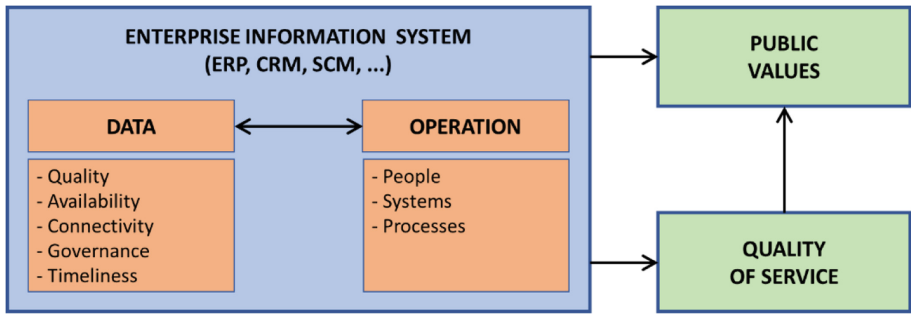 ENTERPRISE INFORMATION SYSTEM
(ERP, CRM, SCM, ...)
DATA
- Quality
- Availability
- Connectivity
- Governance
- Timeliness
OPERATION
- People
- Systems
- Processes
PUBLIC
VALUES
QUALITY
OF SERVICE